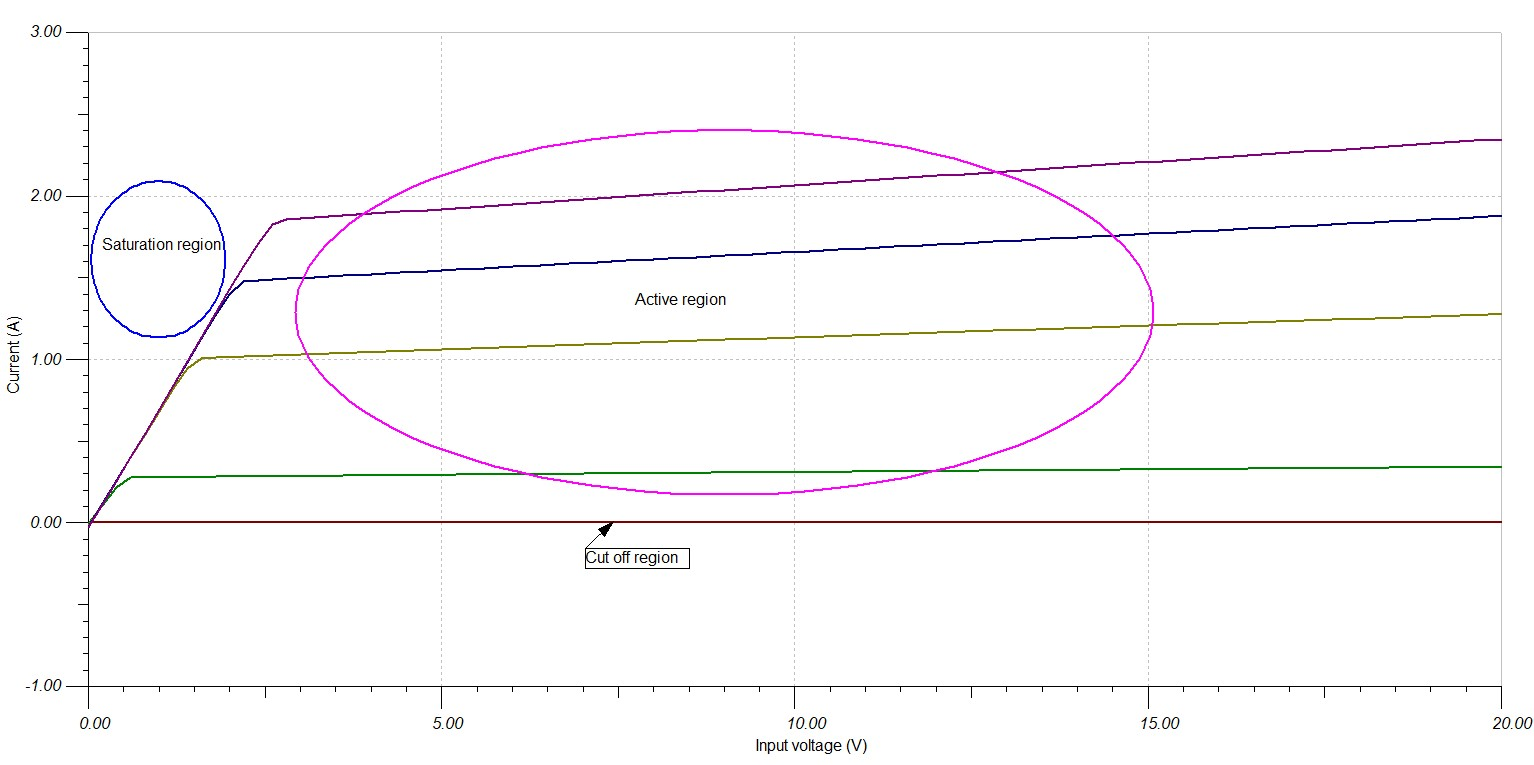 3.00
2.00
Saturation region
Active region
1.00
Current (A)
0.00
Cut off region
-1.00
0.00 5.00 10.00 15.00 20.00
Input voltage (V)